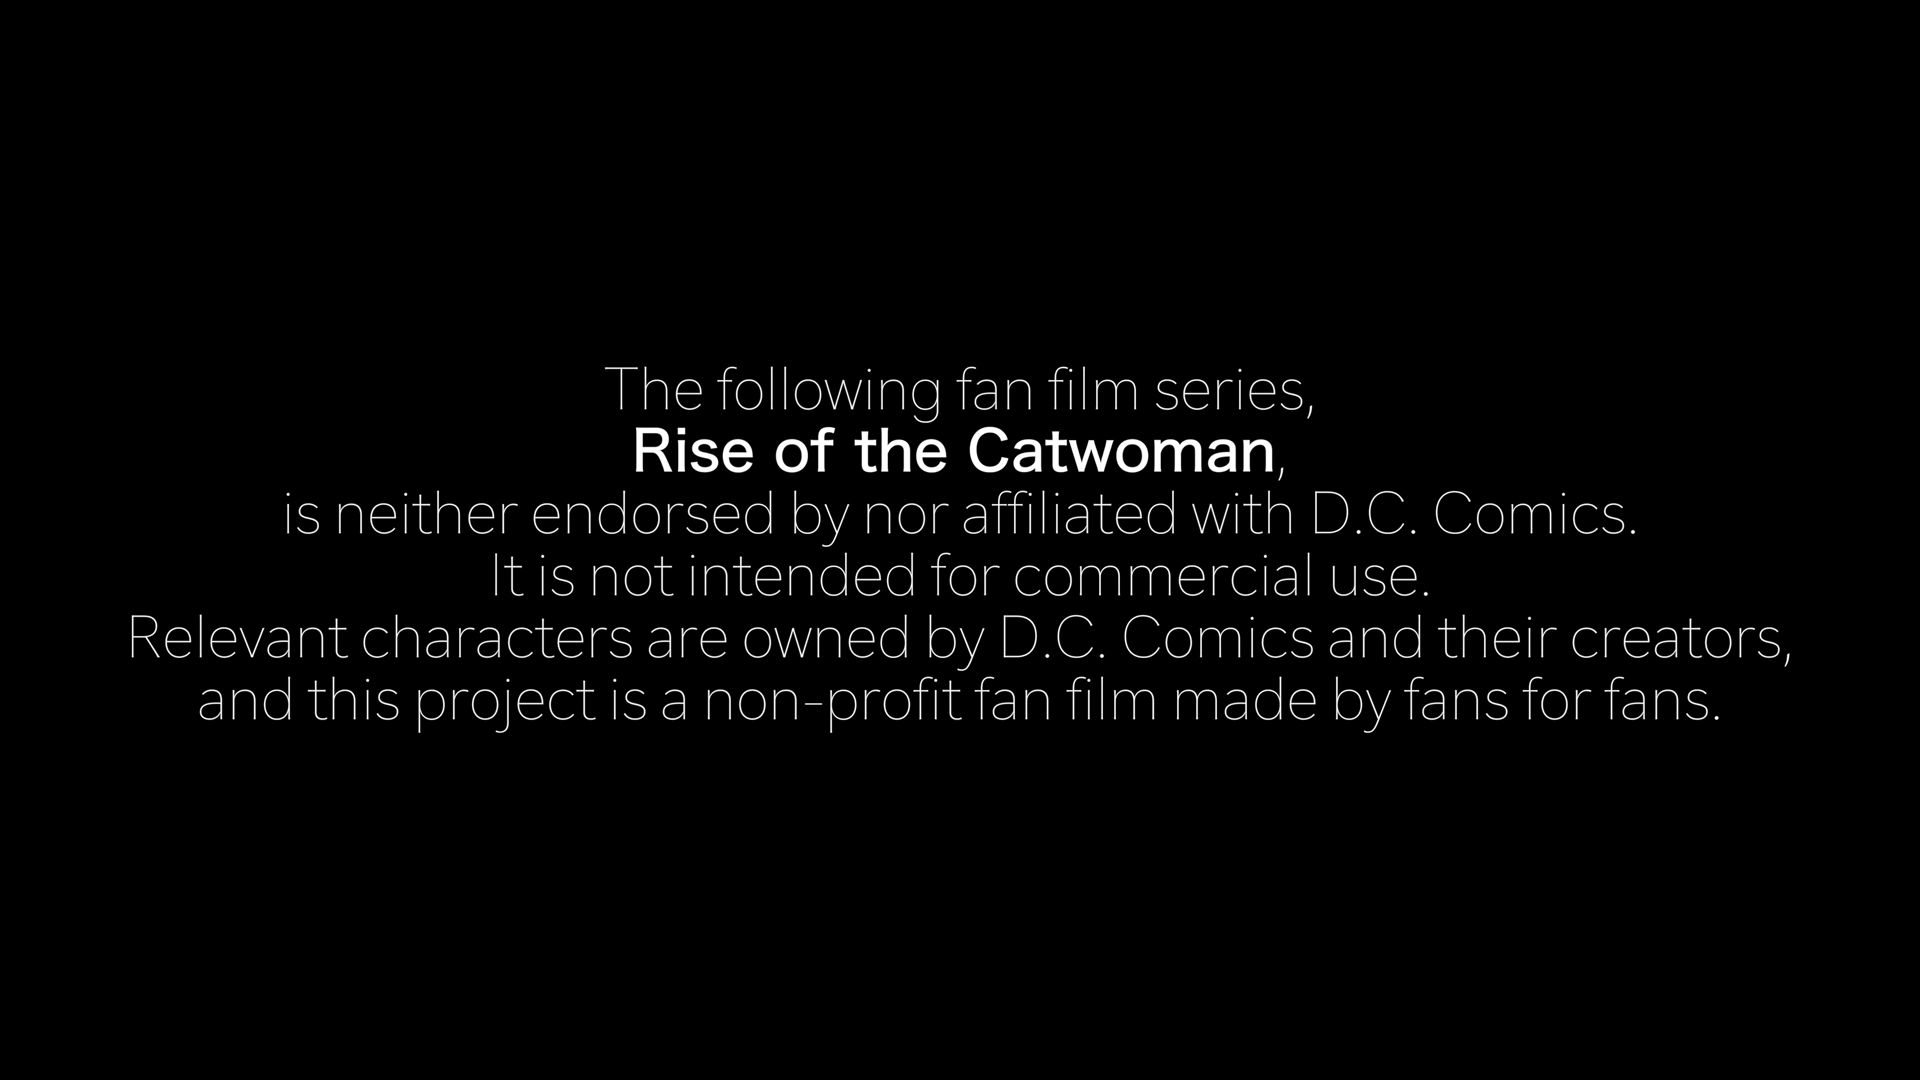 The following fan film series,
Rise of the Catwoman,
is neither endorsed by nor affiliated with D.C. Comics.
It is not intended for commercial use.
Relevant characters are owned by D.C. Comics and their creators,
and this project is a non-profit fan film made by fans for fans.